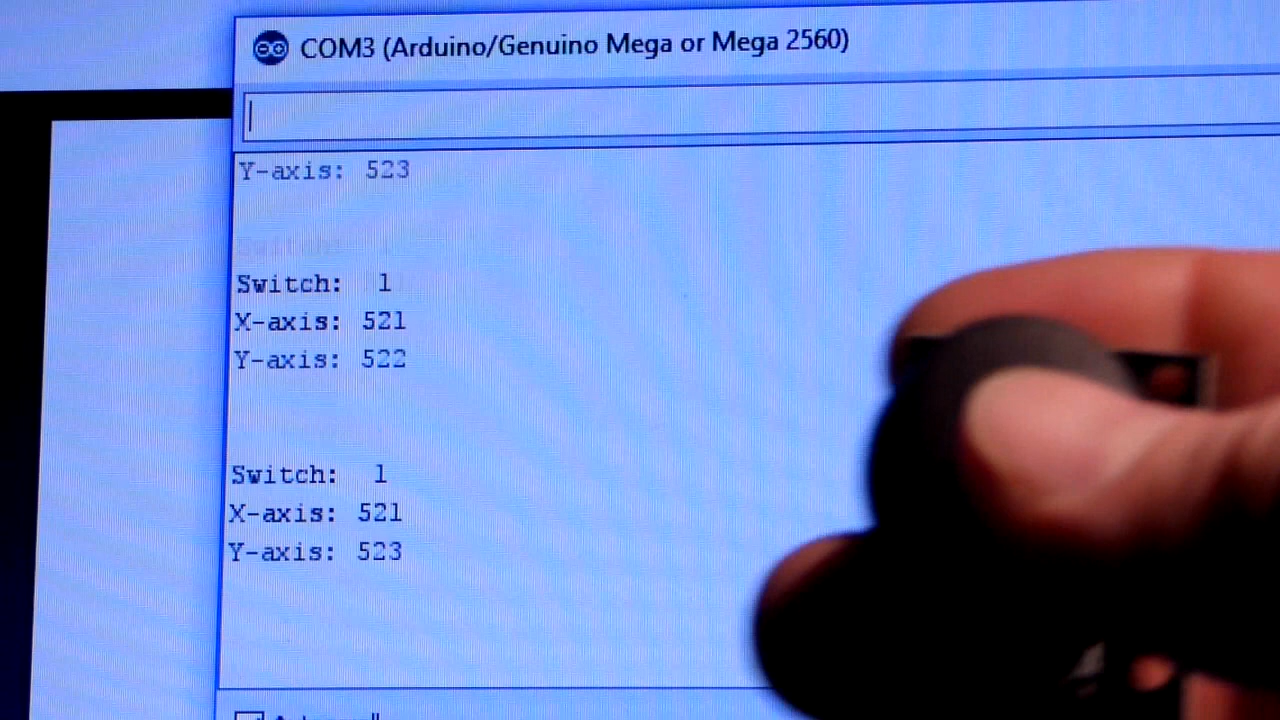 COM3 (Arduino/Genuino Mega or Mega 2560)
Y-axis: 523
Switch: 1
X-axis: 521
Y-axis: 522
Switch: 1
X-axis: 521
Y-axis: 523